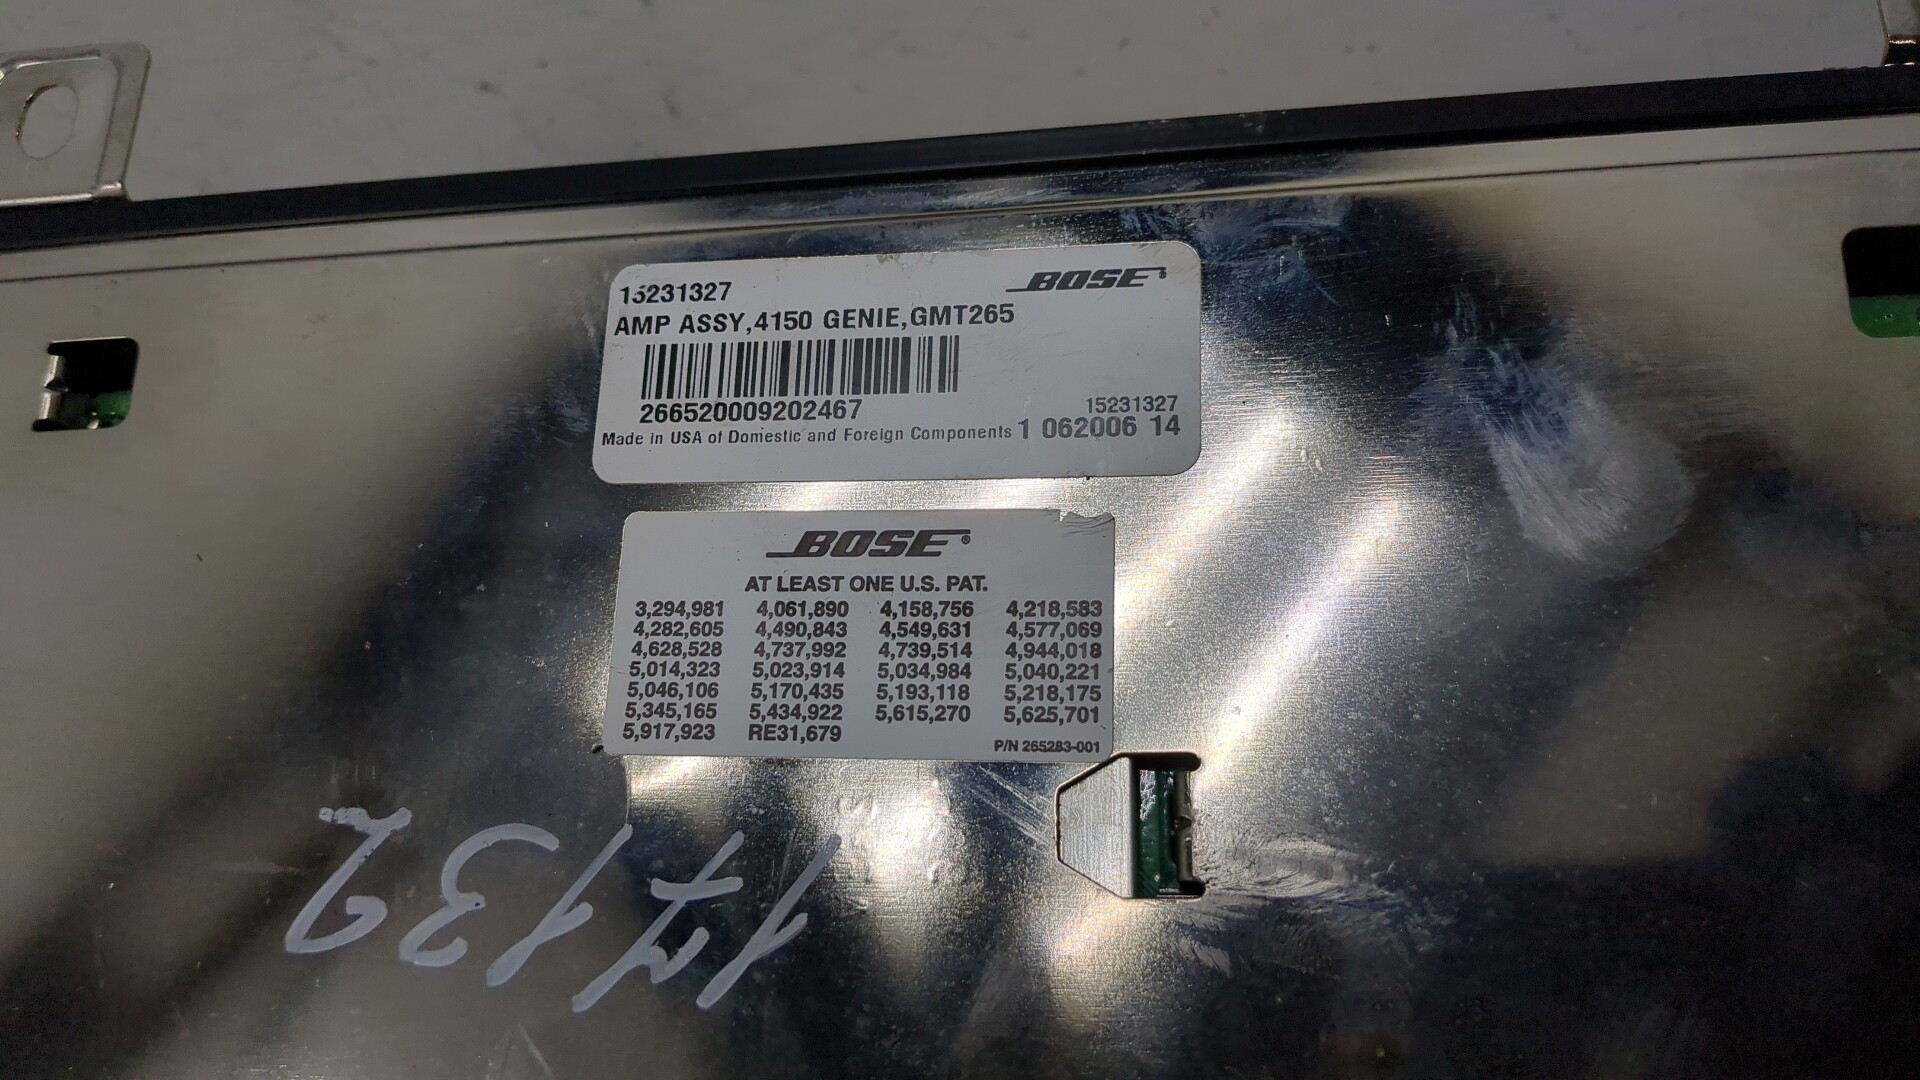 15231327
BOSE®
AMP ASSY,4150 GENIE,GMT265
266520009202467
15231327
Made in USA of Domestic and Foreign Components 1 062006 14
BOSE®
AT LEAST ONE U.S. PAT.
3,294,981 4,061,890 4,158,756 4,218,583
4,282,605 4,490,843 4,549,631 4,577,069
4,628,528 4,737,992 4,739,514 4,944,018
5,014,323 5,023,914 5,034,984 5,040,221
5,046,106 5,170,435 5,193,118 5,218,175
5,345,165 5,434,922 5,615,270 5,625,701
5,917,923 RE31,679
P/N 265283-001
17132